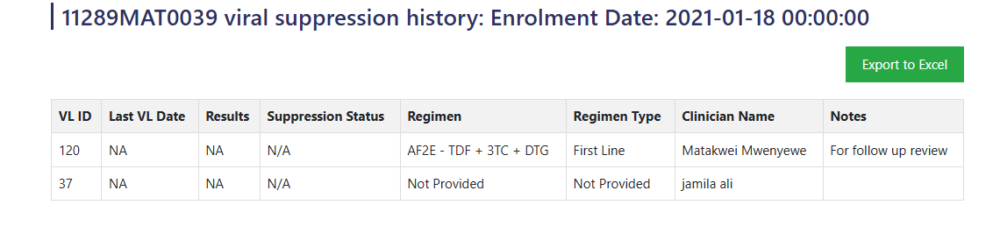 11289MAT0039 viral suppression history: Enrolment Date: 2021-01-18 00:00:00
Export to Excel
VL ID Last VL Date Results Suppression Status Regimen Regimen Type Clinician Name Notes
120 NA NA N/A AF2E - TDF + 3TC + DTG First Line Matakwei Mwenyewe For follow up review
37 NA NA N/A Not Provided Not Provided jamila ali